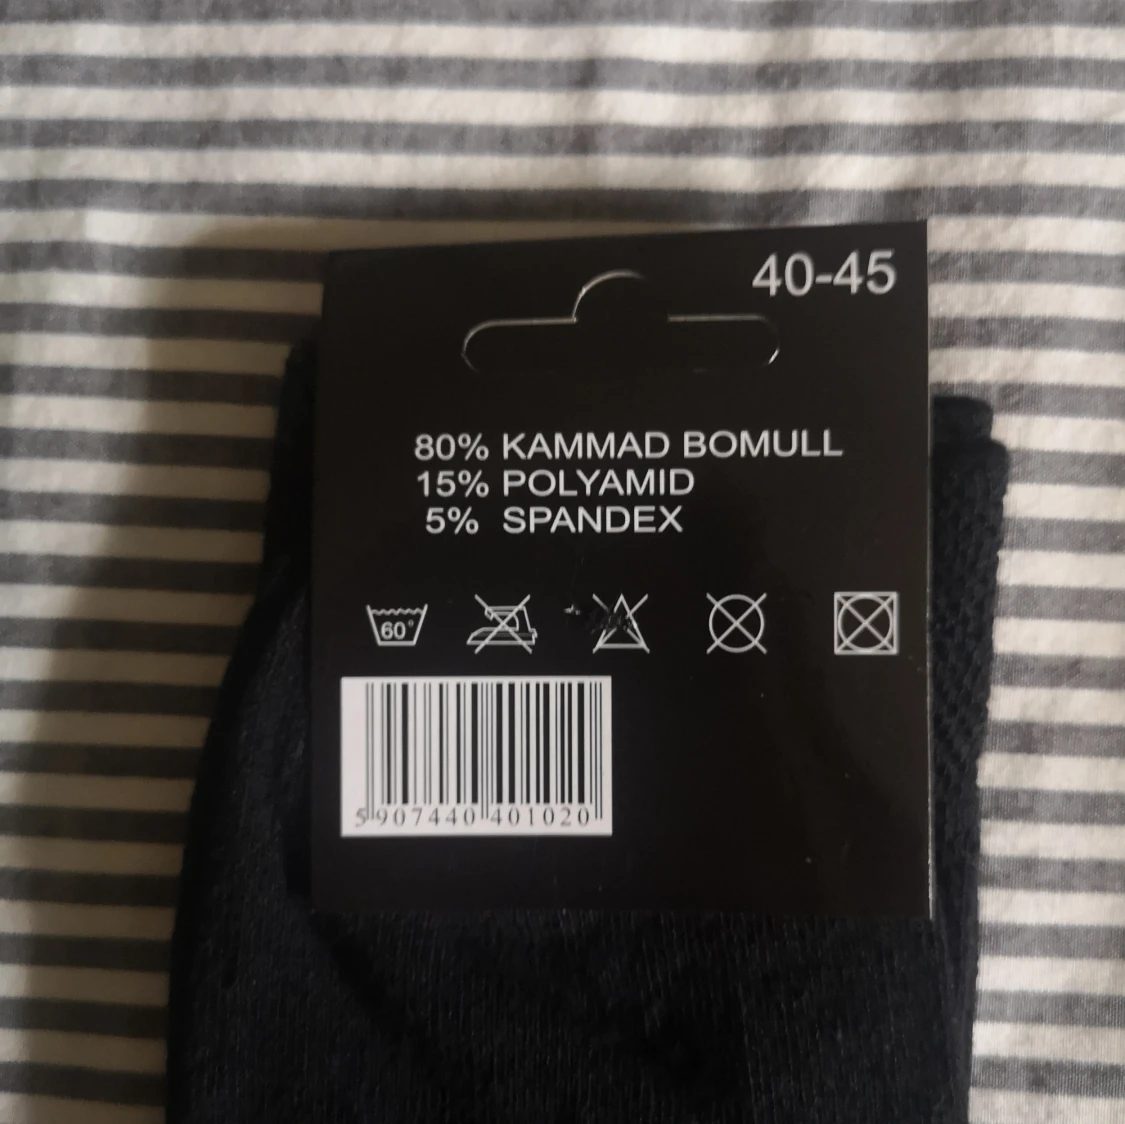 40-45
80% KAMMAD BOMULL
15% POLYAMID
5% SPANDEX
60°
5 907440 401020